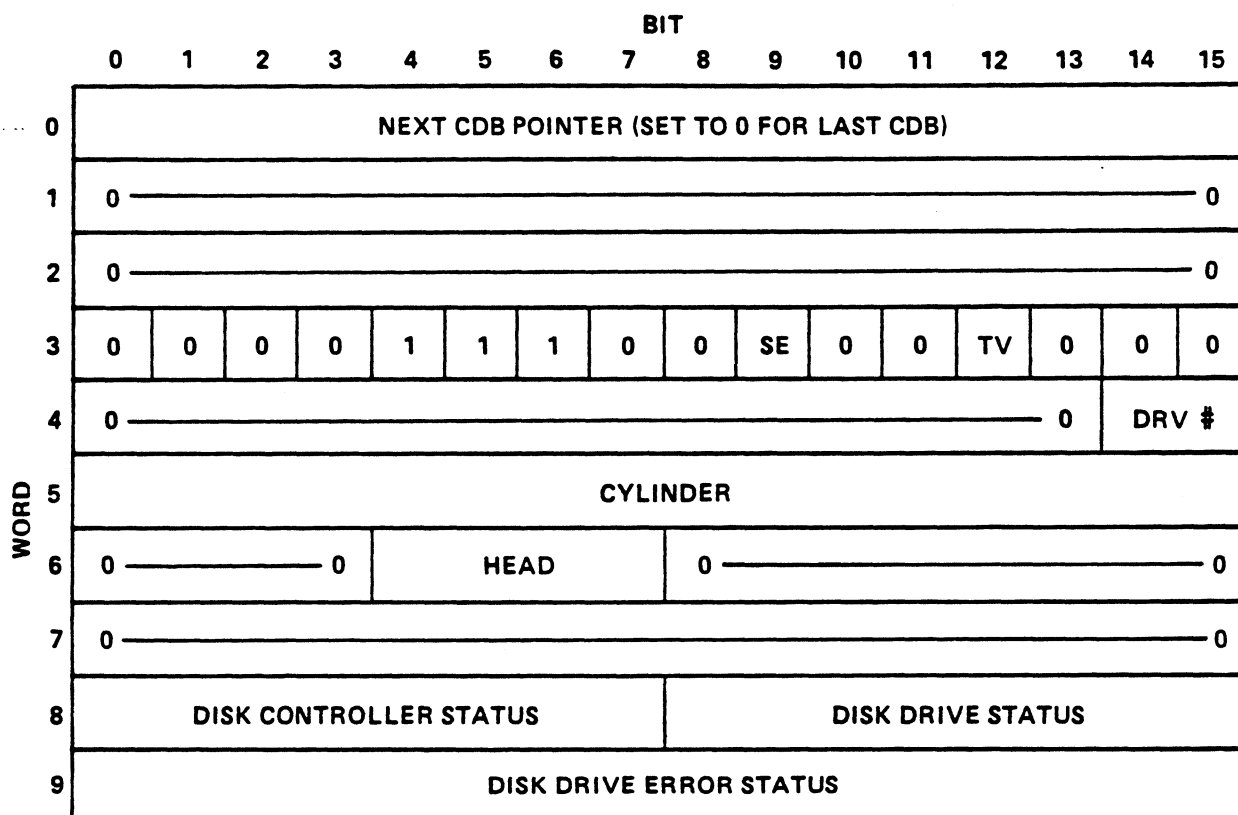 BIT
0 1 2 3 4 5 6 7 8 9 10 11 12 13 14 15
0 NEXT CDB POINTER (SET TO 0 FOR LAST CDB)
1 0 0
2 0 0
3 0 0 0 0 1 1 1 0 0 SE 0 0 TV 0 0 0
4 0 0 DRV #
WORD
5 CYLINDER
6 0 0 HEAD 0 0
7 0 0
8 DISK CONTROLLER STATUS DISK DRIVE STATUS
9 DISK DRIVE ERROR STATUS